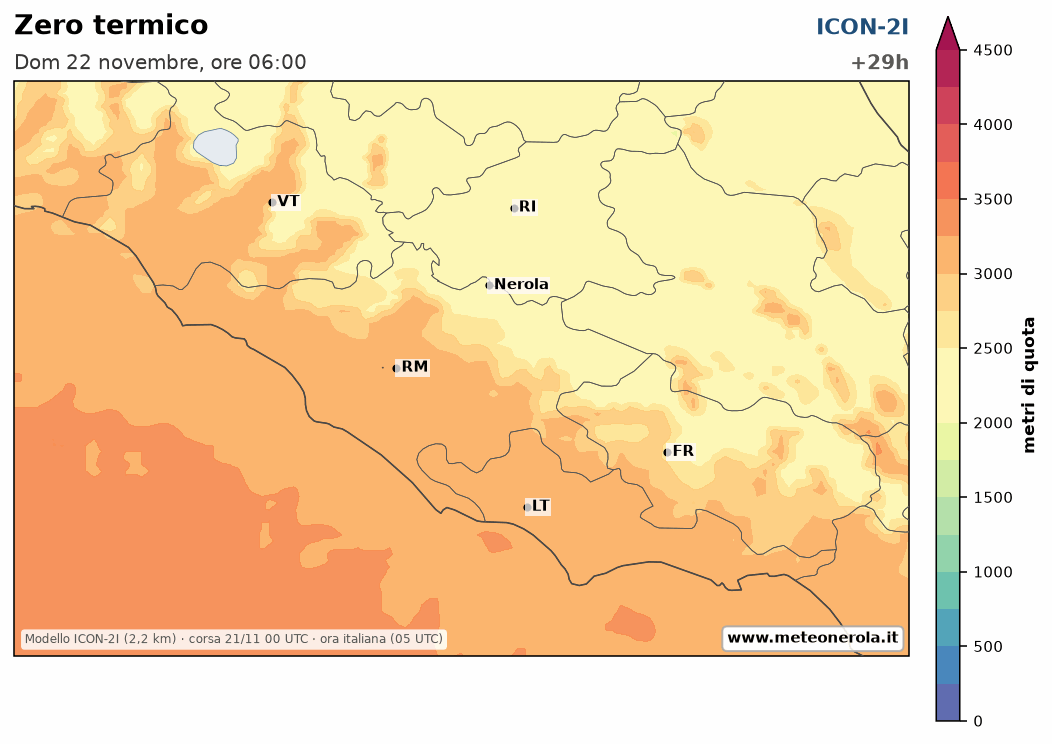 Zero termico
ICON-2I
Dom 22 novembre, ore 06:00
+29h
VT
RI
Nerola
RM
FR
LT
Modello ICON-2I (2,2 km) · corsa 21/11 00 UTC · ora italiana (05 UTC)
www.meteonerola.it
4500
4000
3500
3000
2500
2000
1500
1000
500
0
metri di quota